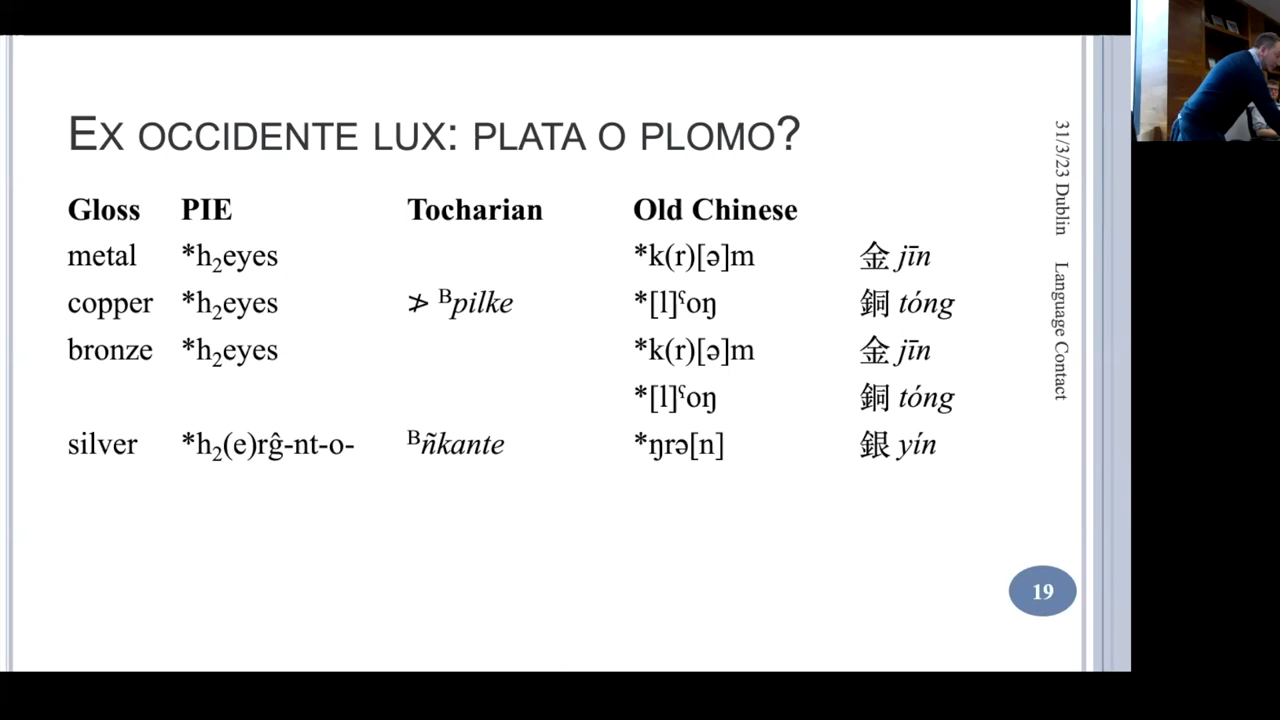 EX OCCIDENTE LUX: PLATA O PLOMO?
Gloss PIE Tocharian Old Chinese
metal *h₂eyes *k(r)[ə]m 金 jīn
copper *h₂eyes ≯ ᴮpilke *[l]ˤoŋ 銅 tóng
bronze *h₂eyes *k(r)[ə]m 金 jīn
*[l]ˤoŋ 銅 tóng
silver *h₂(e)rĝ-nt-o- ᴮñkante *ŋrə[n] 銀 yín
31/3/23 Dublin Language Contact
19